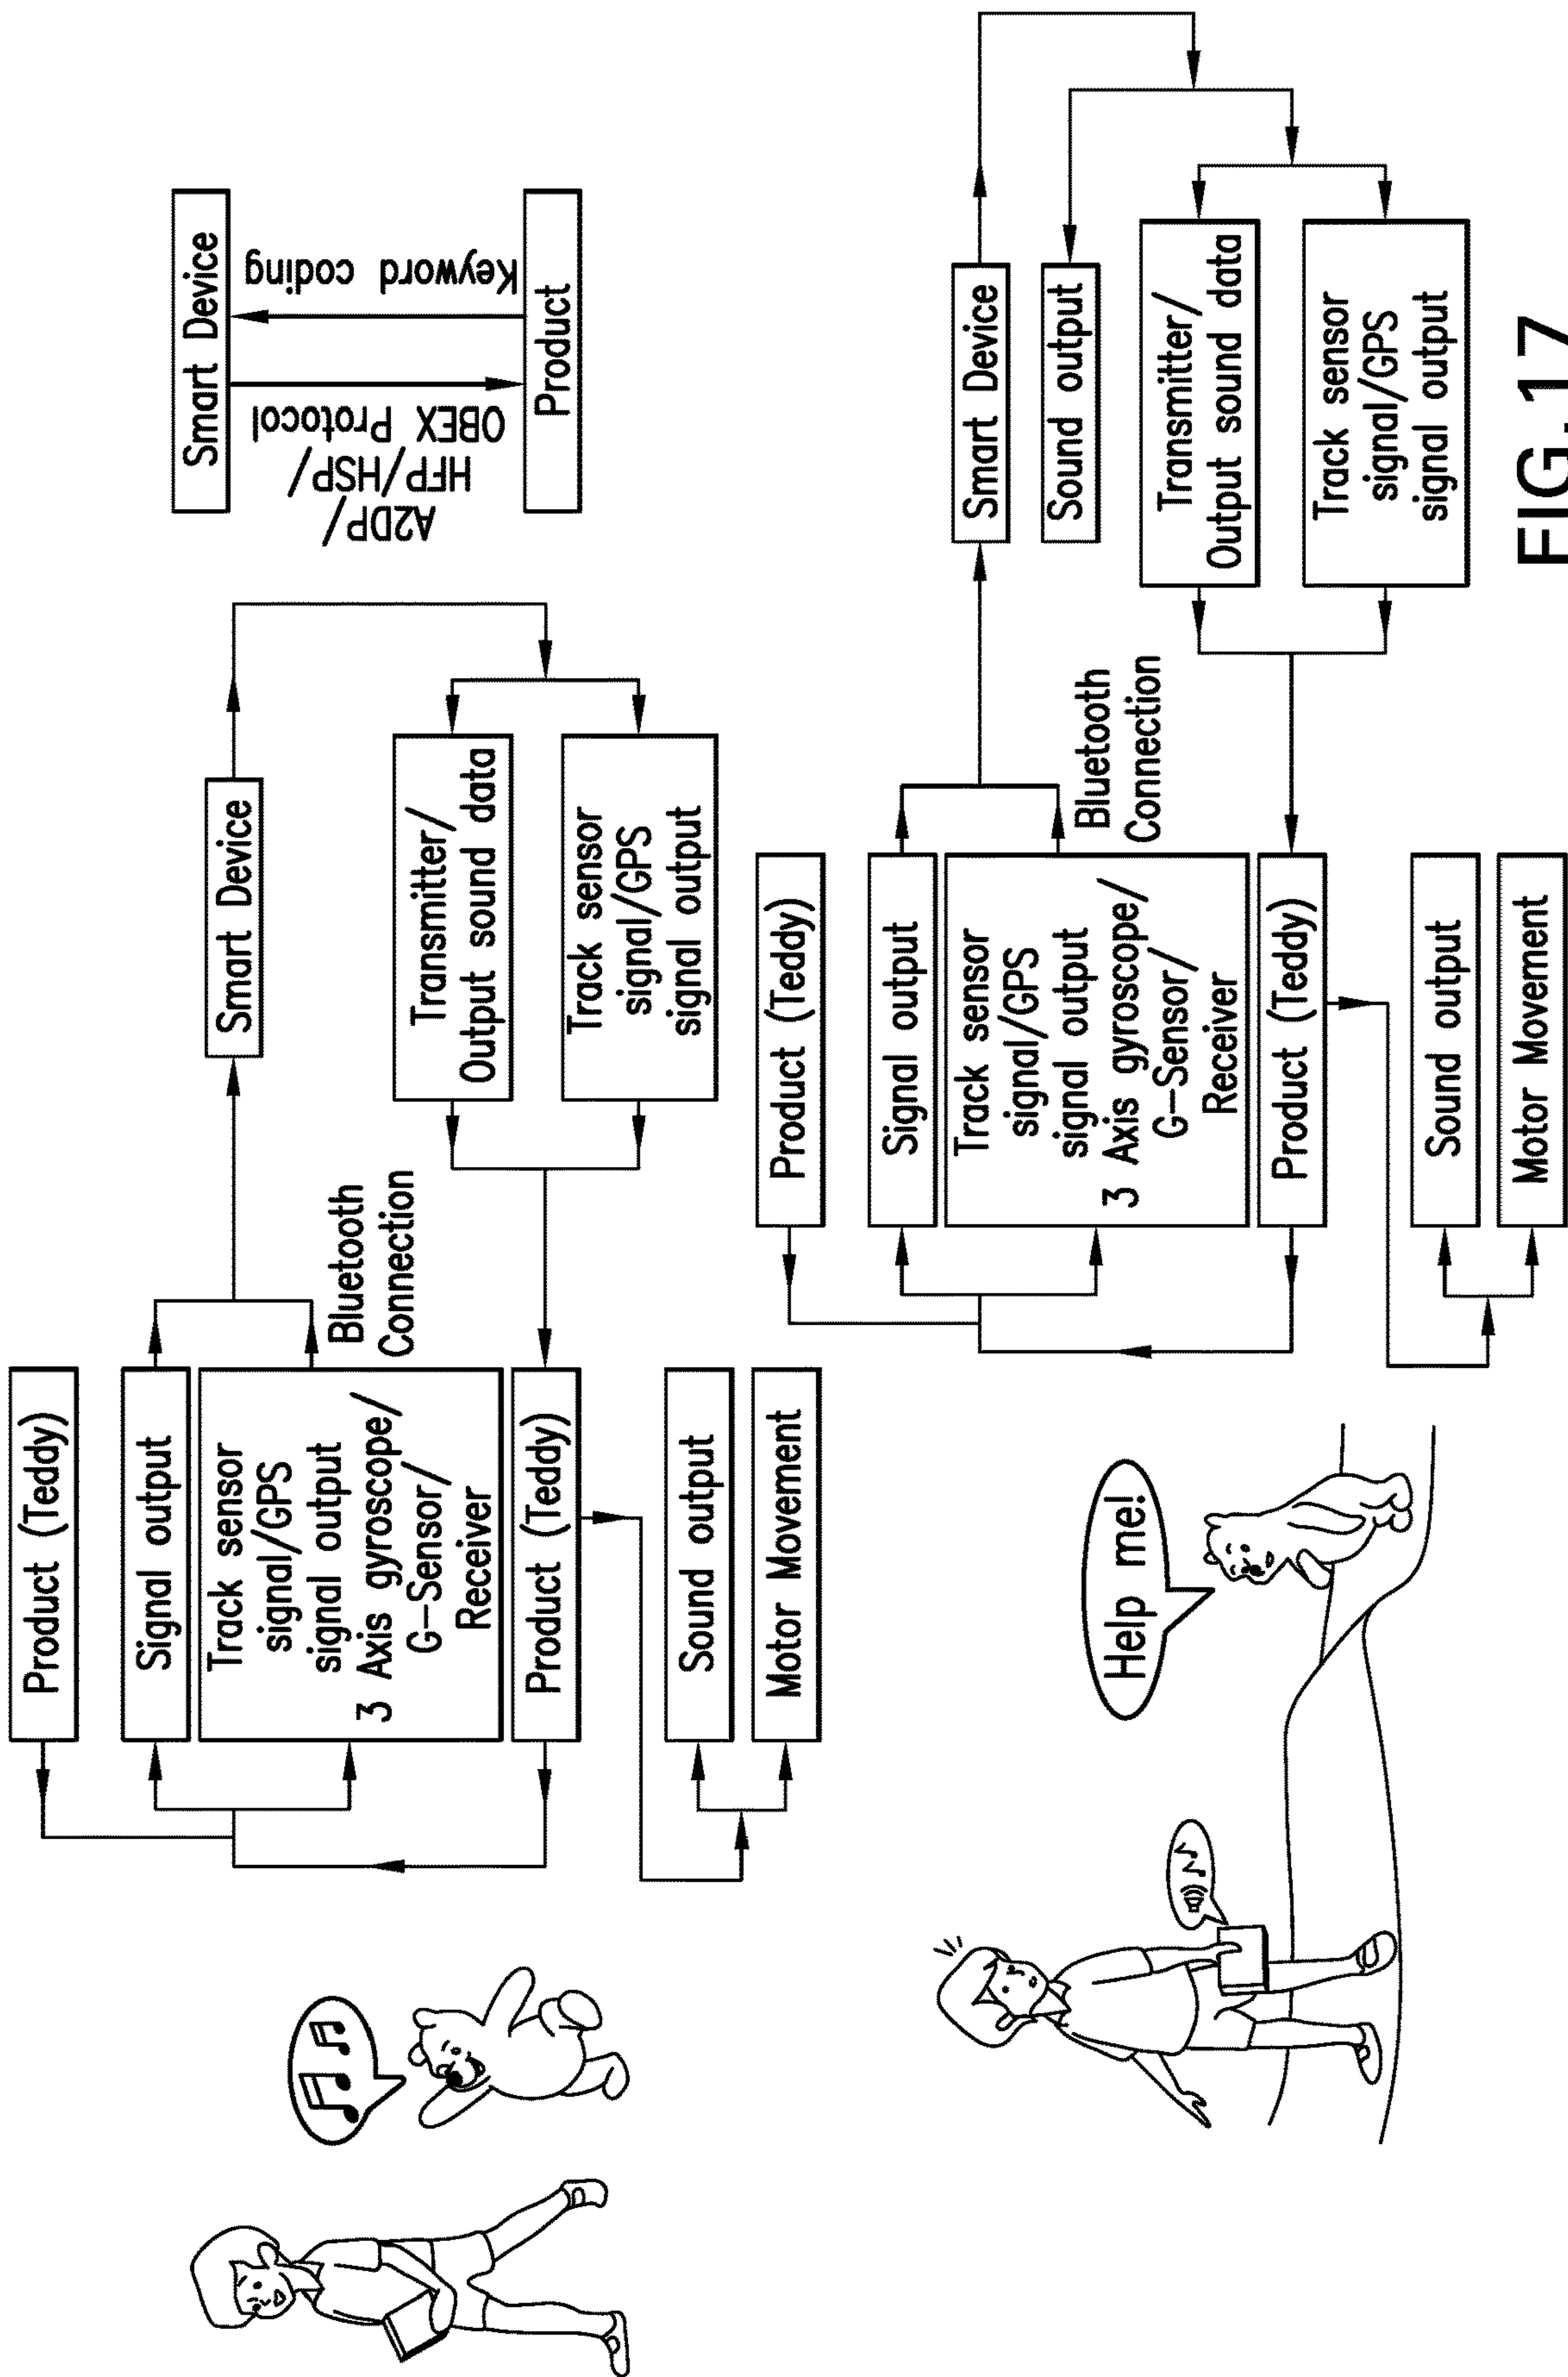 Product (Teddy)
Signal output
Track sensor
signal/GPS
signal output
3 Axis gyroscope/
G-Sensor/
Receiver
Bluetooth
Connection
Product (Teddy)
Sound output
Motor Movement
Smart Device
Transmitter/
Output sound data
Track sensor
signal/GPS
signal output
Smart Device
A2DP/
HFP/HSP/
OBEX Protocol
Keyword coding
Product
Help me!
Product (Teddy)
Signal output
Track sensor
signal/GPS
signal output
3 Axis gyroscope/
G-Sensor/
Receiver
Bluetooth
Connection
Product (Teddy)
Sound output
Motor Movement
Smart Device
Sound output
Transmitter/
Output sound data
Track sensor
signal/GPS
signal output
FIG.17